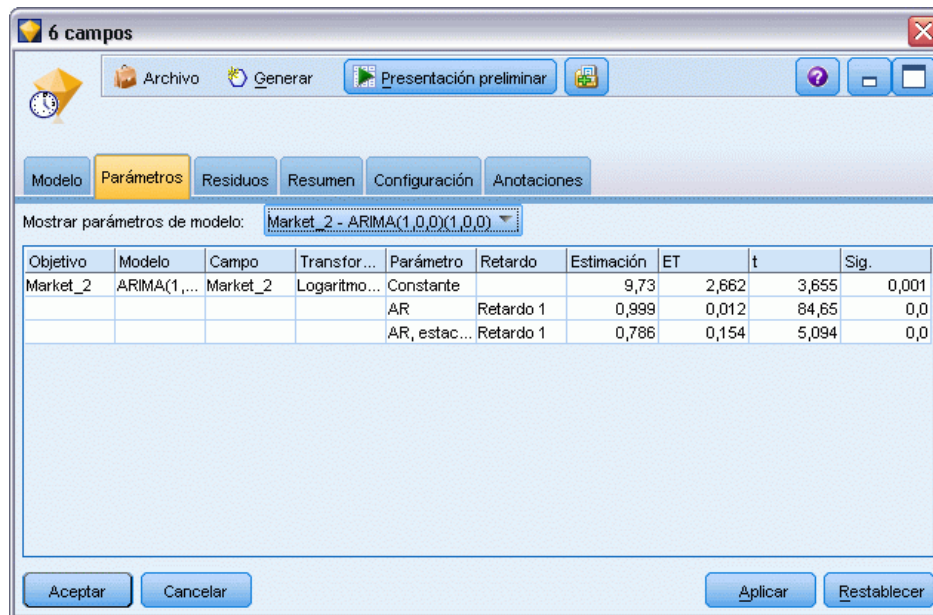 6 campos
Archivo Generar Presentación preliminar
Modelo Parámetros Residuos Resumen Configuración Anotaciones
Mostrar parámetros de modelo: Market_2 - ARIMA(1,0,0)(1,0,0)
Objetivo Modelo Campo Transfor... Parámetro Retardo Estimación ET t Sig.
Market_2 ARIMA(1,... Market_2 Logaritmo... Constante 9,73 2,662 3,655 0,001
AR Retardo 1 0,999 0,012 84,65 0,0
AR, estac... Retardo 1 0,786 0,154 5,094 0,0
Aceptar Cancelar Aplicar Restablecer